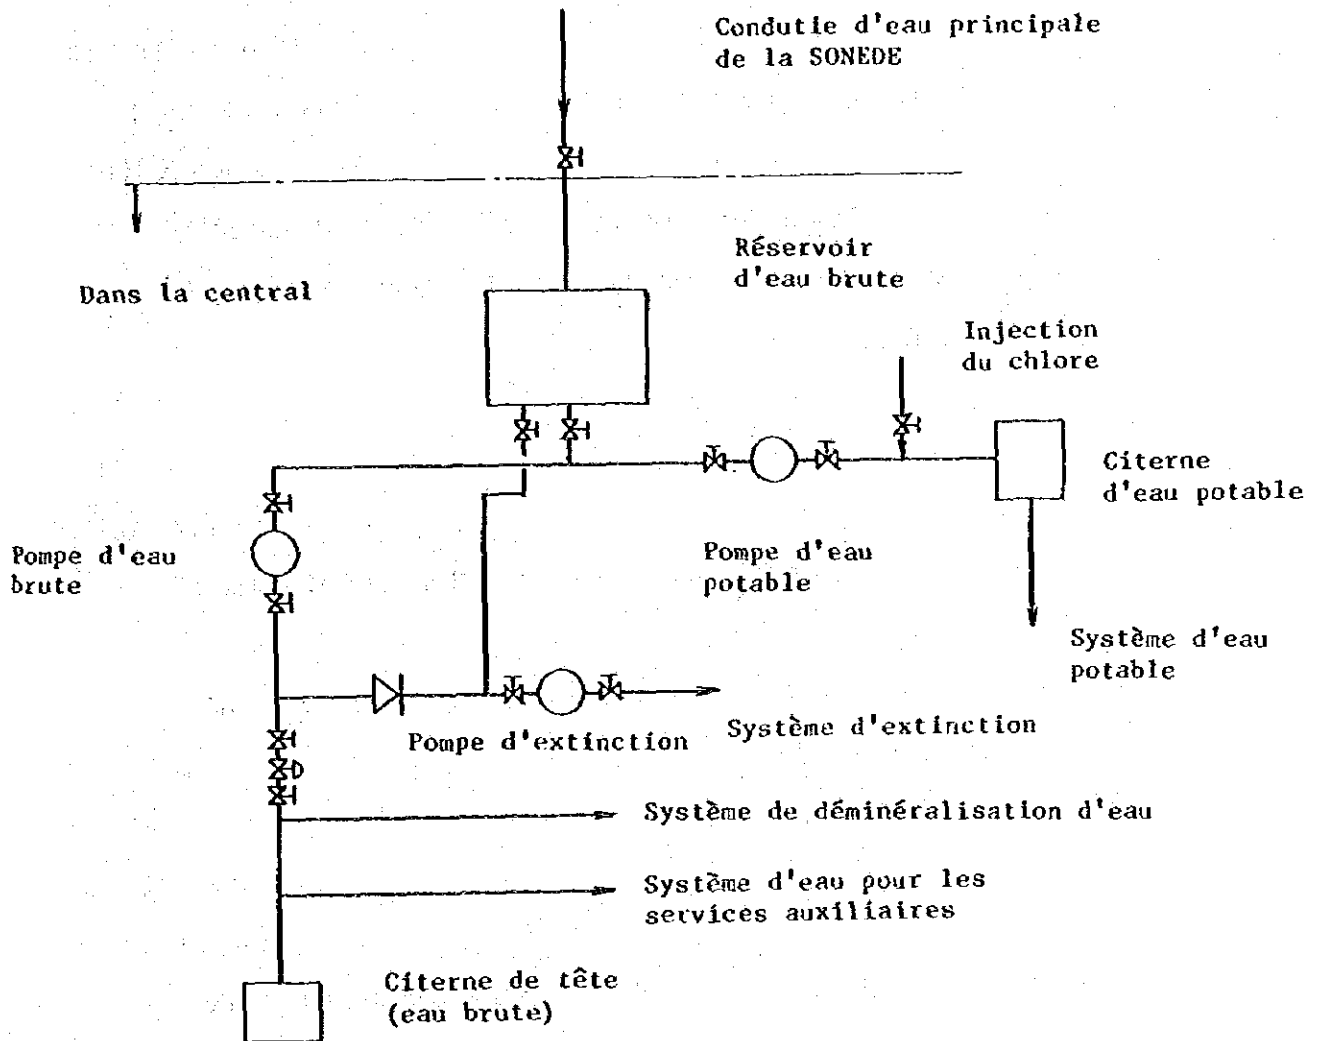 Condutie d'eau principale
de la SONEDE
Réservoir
d'eau brute
Dans la central
Injection
du chlore
Citerne
d'eau potable
Pompe d'eau
brute
Pompe d'eau
potable
Système d'eau
potable
Pompe d'extinction
Système d'extinction
Système de déminéralisation d'eau
Système d'eau pour les
services auxiliaires
Citerne de tête
(eau brute)